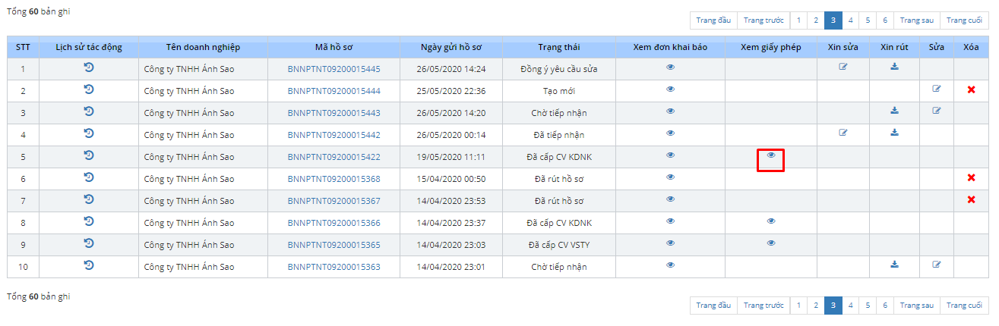 Tổng 60 bản ghi
Trang đầu Trang trước 1 2 3 4 5 6 Trang sau Trang cuối
STT Lịch sử tác động Tên doanh nghiệp Mã hồ sơ Ngày gửi hồ sơ Trạng thái Xem đơn khai báo Xem giấy phép Xin sửa Xin rút Sửa Xóa
1 Công ty TNHH Ánh Sao BNNPTNT09200015445 26/05/2020 14:24 Đồng ý yêu cầu sửa
2 Công ty TNHH Ánh Sao BNNPTNT09200015444 25/05/2020 22:36 Tạo mới
3 Công ty TNHH Ánh Sao BNNPTNT09200015443 26/05/2020 14:20 Chờ tiếp nhận
4 Công ty TNHH Ánh Sao BNNPTNT09200015442 26/05/2020 00:14 Đã tiếp nhận
5 Công ty TNHH Ánh Sao BNNPTNT09200015422 19/05/2020 11:11 Đã cấp CV KDNK
6 Công ty TNHH Ánh Sao BNNPTNT09200015368 15/04/2020 00:50 Đã rút hồ sơ
7 Công ty TNHH Ánh Sao BNNPTNT09200015367 14/04/2020 23:53 Đã rút hồ sơ
8 Công ty TNHH Ánh Sao BNNPTNT09200015366 14/04/2020 23:37 Đã cấp CV KDNK
9 Công ty TNHH Ánh Sao BNNPTNT09200015365 14/04/2020 23:03 Đã cấp CV VSTY
10 Công ty TNHH Ánh Sao BNNPTNT09200015363 14/04/2020 23:01 Chờ tiếp nhận
Tổng 60 bản ghi
Trang đầu Trang trước 1 2 3 4 5 6 Trang sau Trang cuối